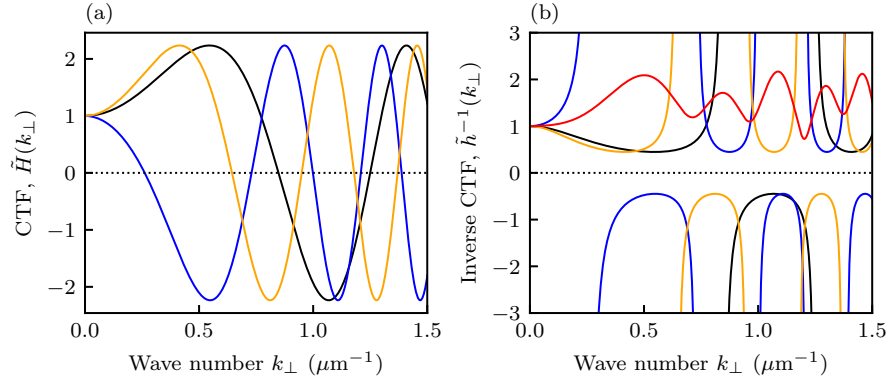 (a)
CTF, H̃(k⊥)
2
1
0
−1
−2
0.0 0.5 1.0 1.5
Wave number k⊥ (μm⁻¹)
(b)
Inverse CTF, h̃⁻¹(k⊥)
3
2
1
0
−1
−2
−3
0.0 0.5 1.0 1.5
Wave number k⊥ (μm⁻¹)